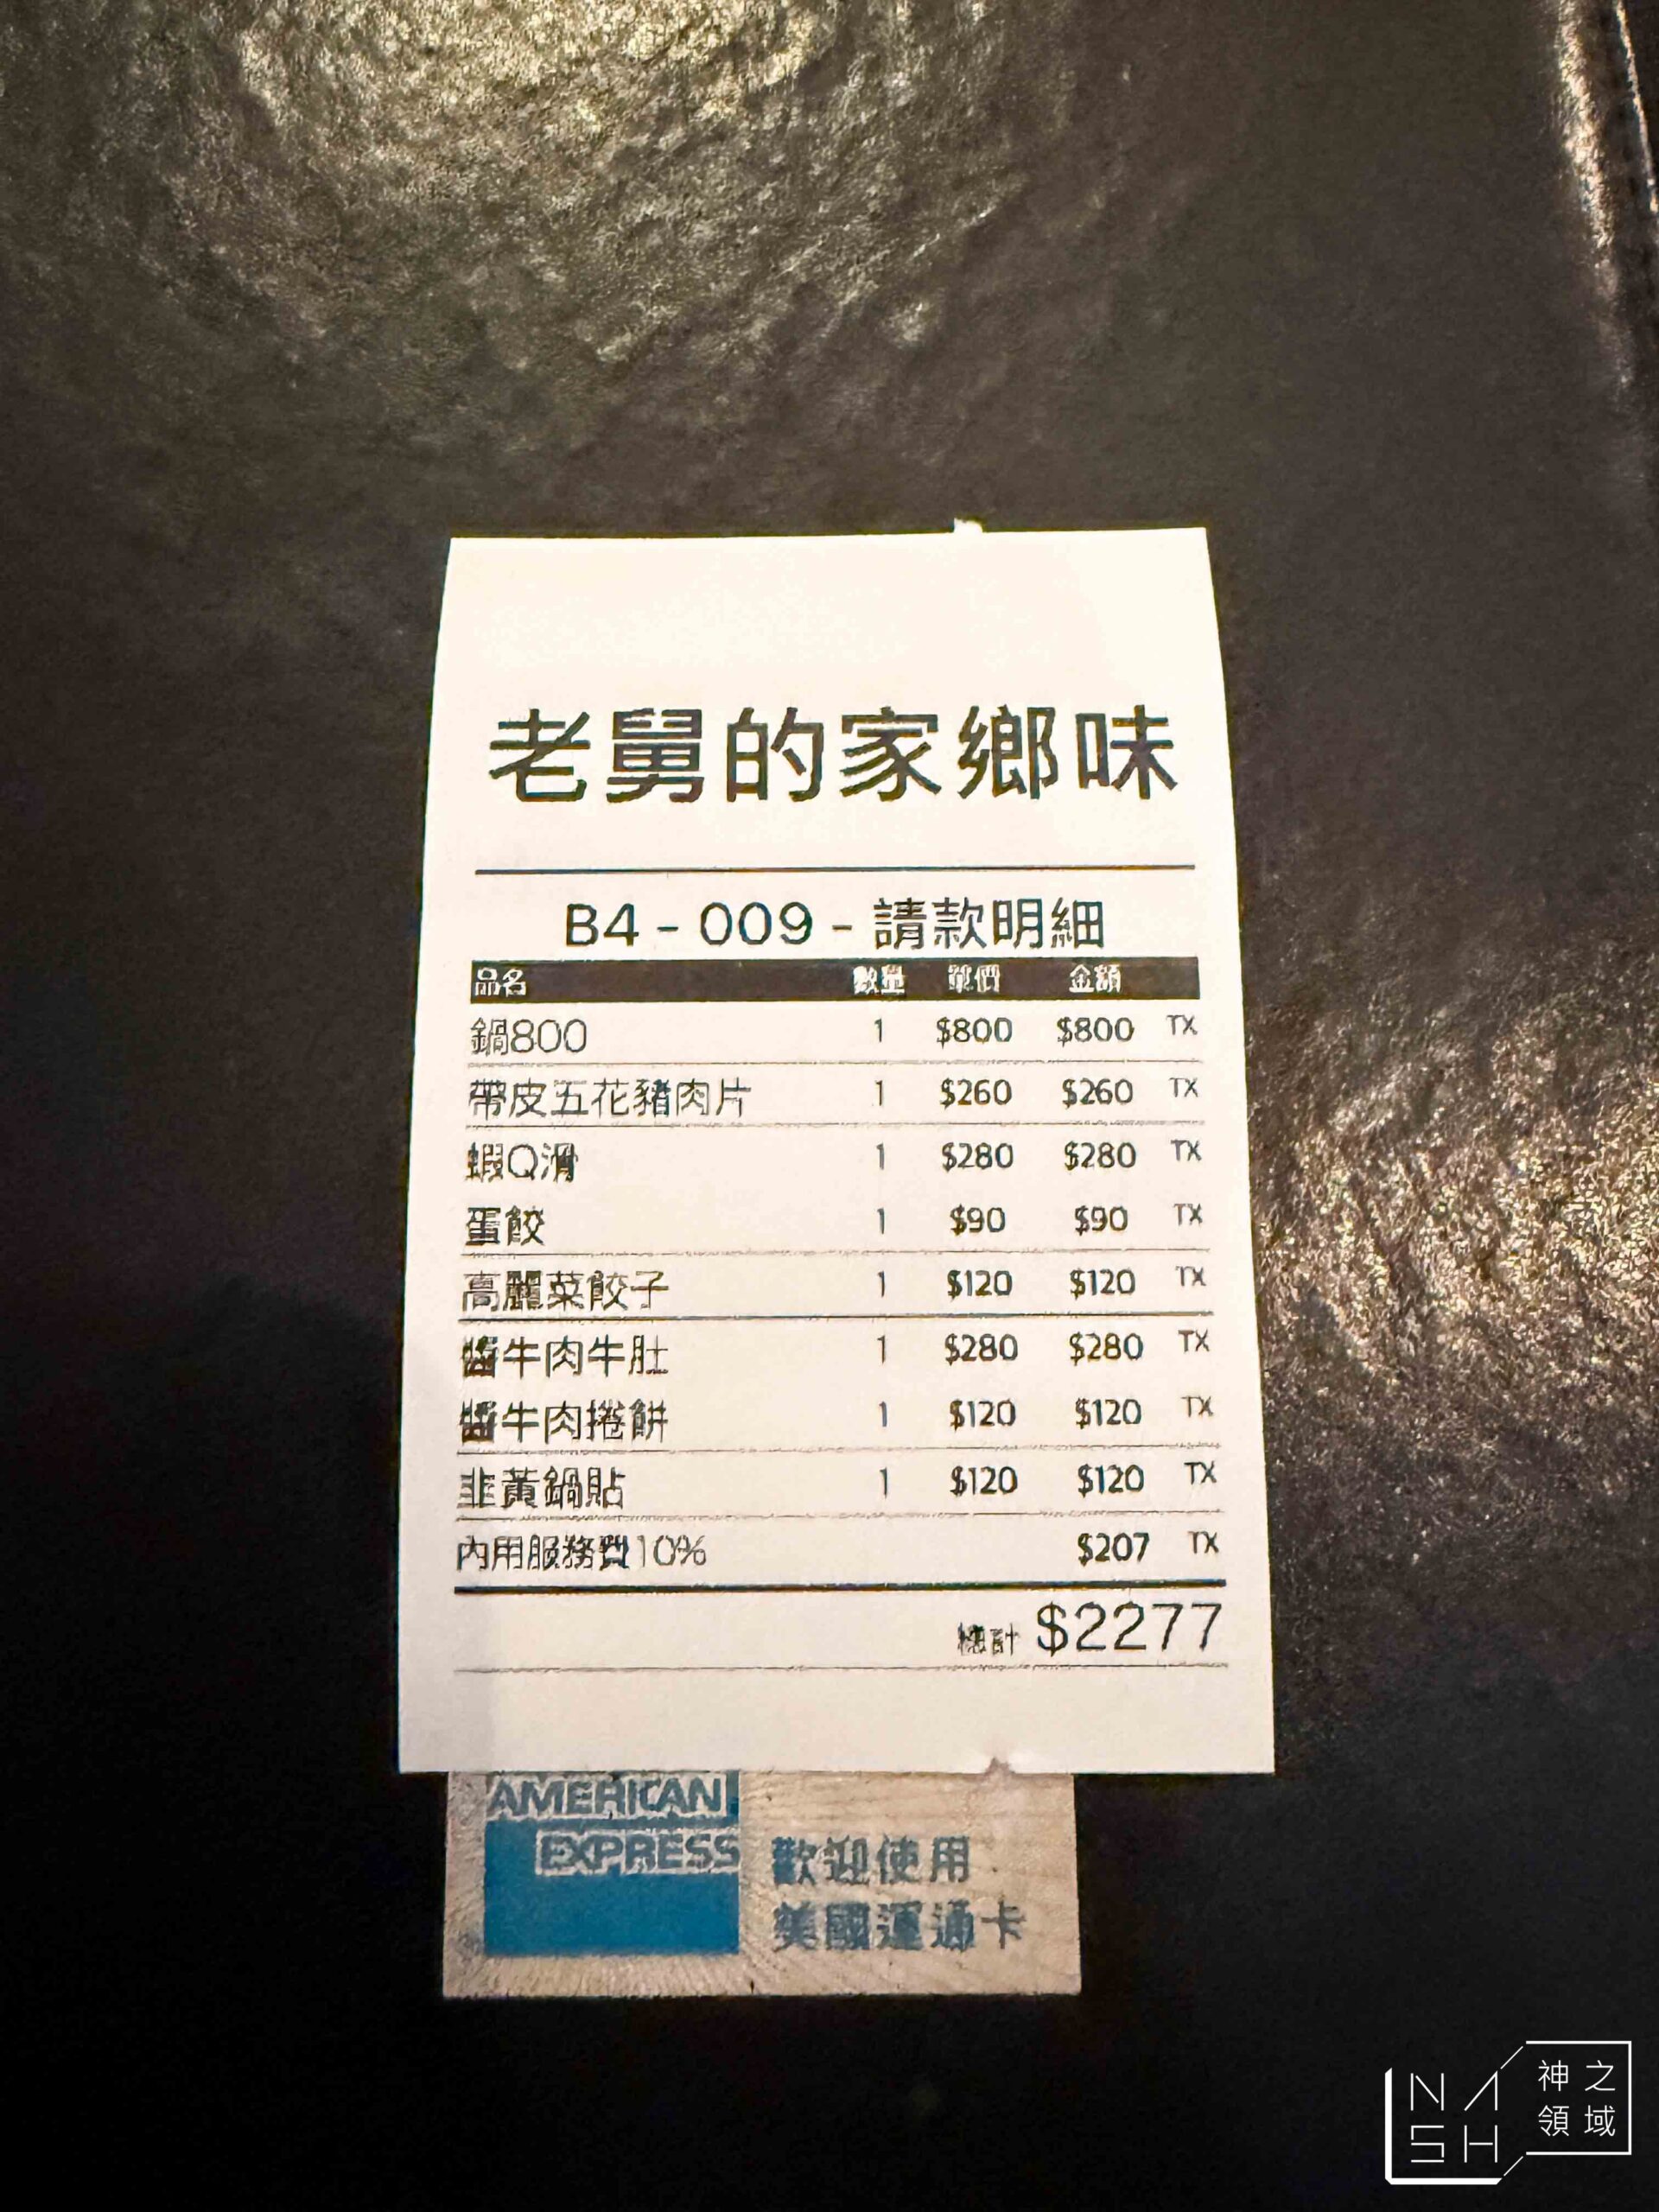 老舅的家鄉味
B4-009-請款明細
品名 數量 單價 金額
鍋800 1 $800 $800 TX
帶皮五花豬肉片 1 $260 $260 TX
蝦Q滑 1 $280 $280 TX
蛋餃 1 $90 $90 TX
高麗菜餃子 1 $120 $120 TX
醬牛肉牛肚 1 $280 $280 TX
醬牛肉捲餅 1 $120 $120 TX
韭黃鍋貼 1 $120 $120 TX
內用服務費10% $207 TX
總計 $2277
AMERICAN
EXPRESS
歡迎使用
美國運通卡
NASH
神之
領域